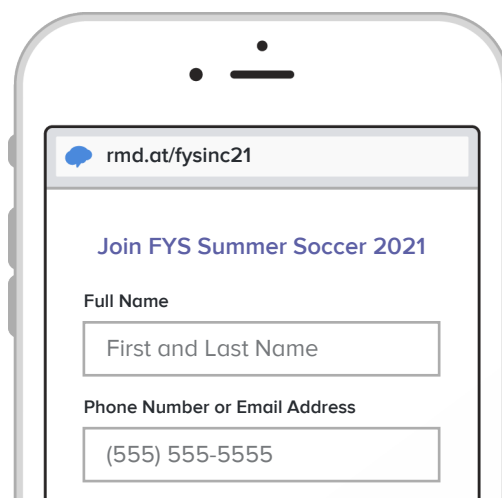 rmd.at/fysinc21
Join FYS Summer Soccer 2021
Full Name
First and Last Name
Phone Number or Email Address
(555) 555-5555